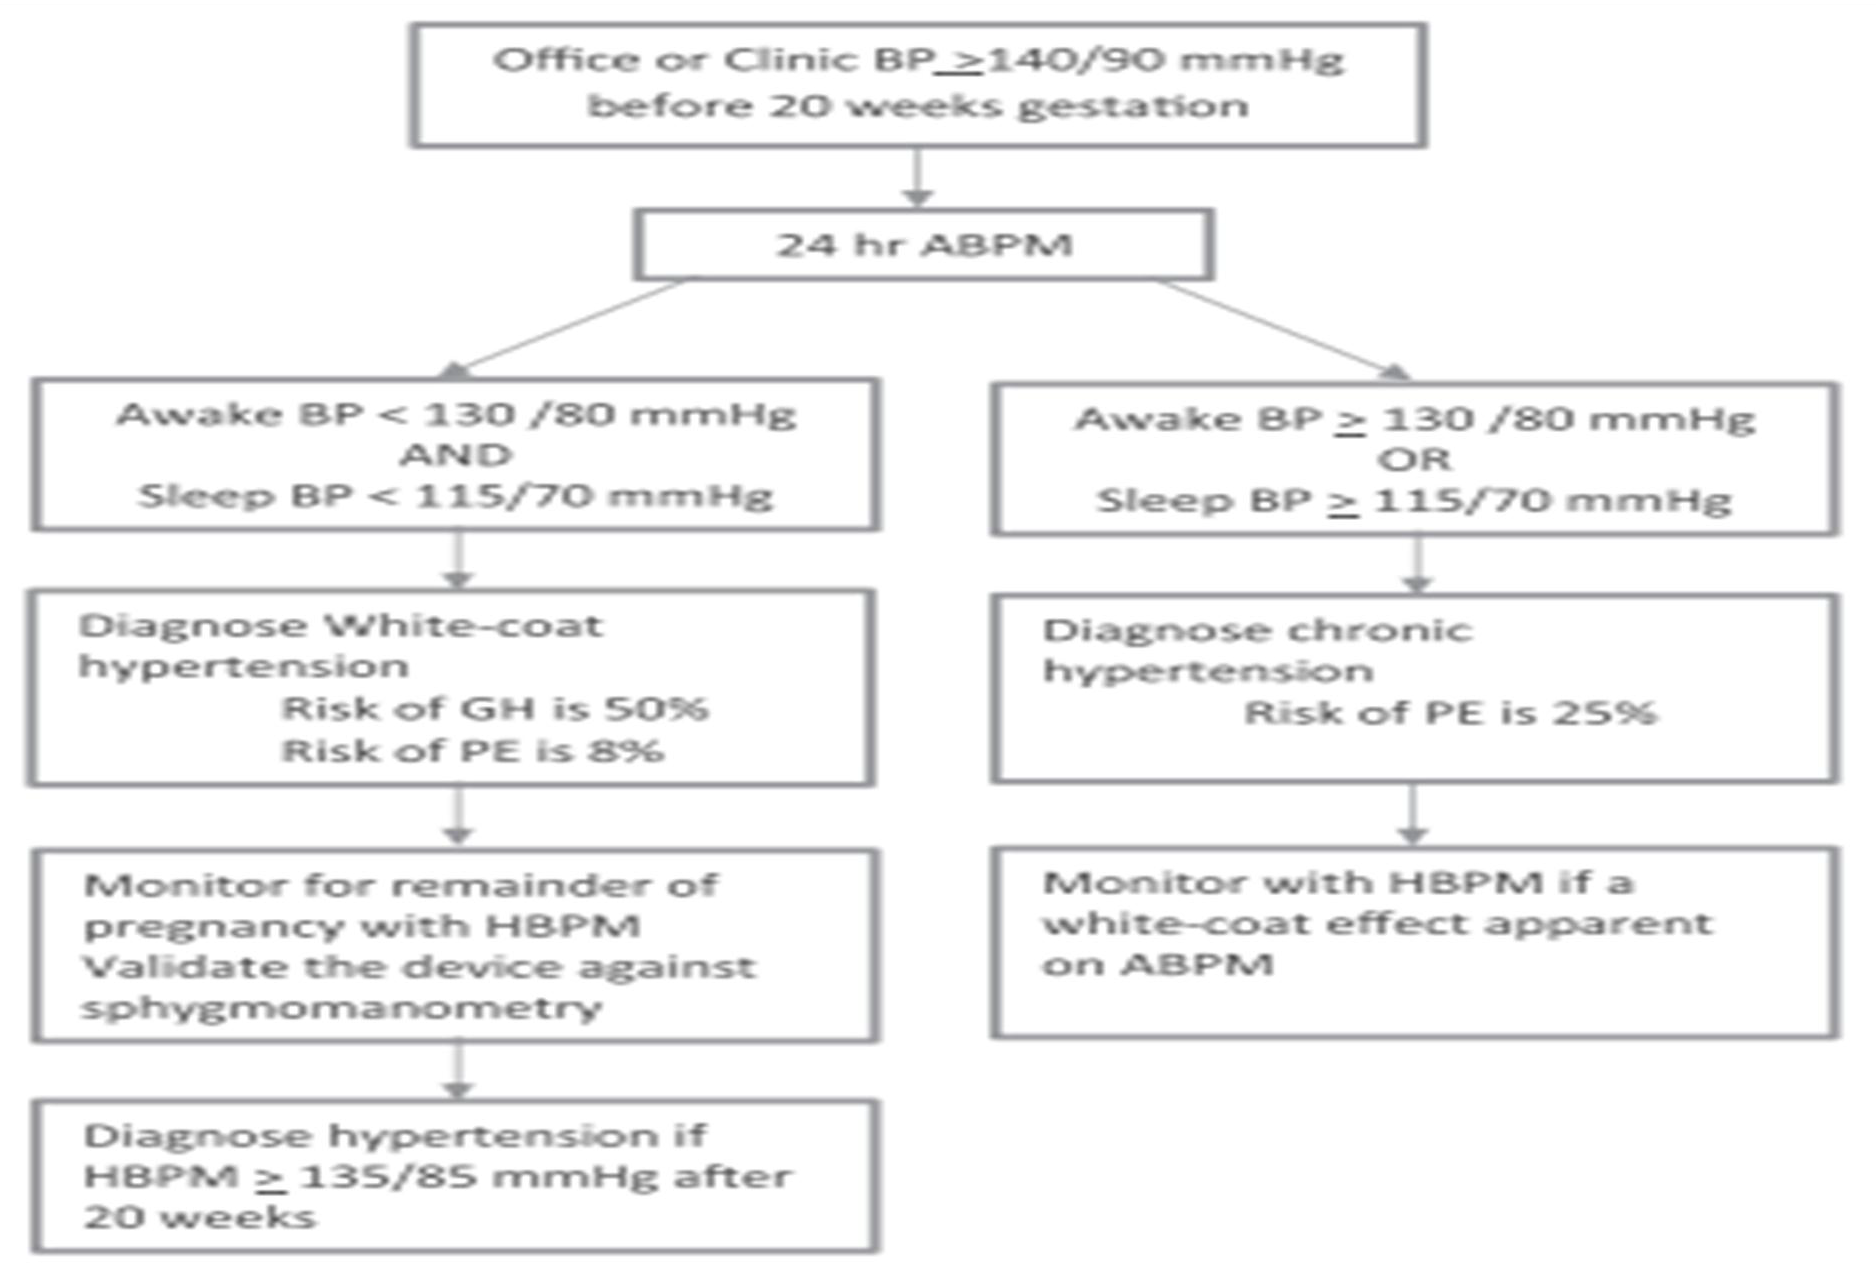 Office or Clinic BP ≥140/90 mmHg
before 20 weeks gestation
24 hr ABPM
Awake BP < 130 /80 mmHg
AND
Sleep BP < 115/70 mmHg
Awake BP ≥ 130 /80 mmHg
OR
Sleep BP ≥ 115/70 mmHg
Diagnose White-coat
hypertension
Risk of GH is 50%
Risk of PE is 8%
Diagnose chronic
hypertension
Risk of PE is 25%
Monitor for remainder of
pregnancy with HBPM
Validate the device against
sphygmomanometry
Monitor with HBPM if a
white-coat effect apparent
on ABPM
Diagnose hypertension if
HBPM ≥ 135/85 mmHg after
20 weeks